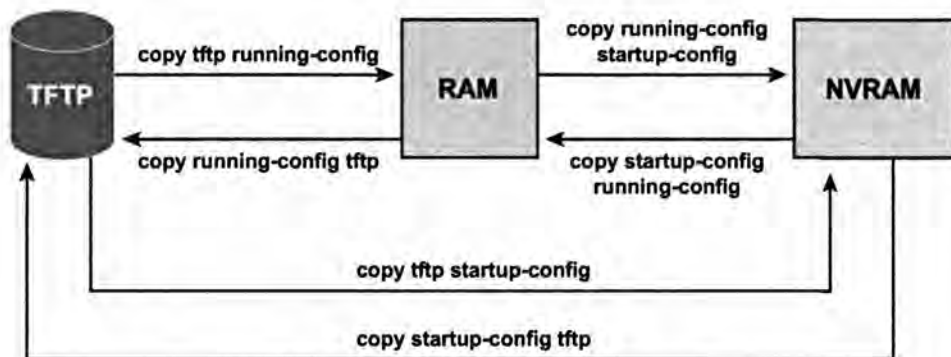 copy tftp running-config
copy running-config
startup-config
TFTP
RAM
NVRAM
copy running-config tftp
copy startup-config
running-config
copy tftp startup-config
copy startup-config tftp